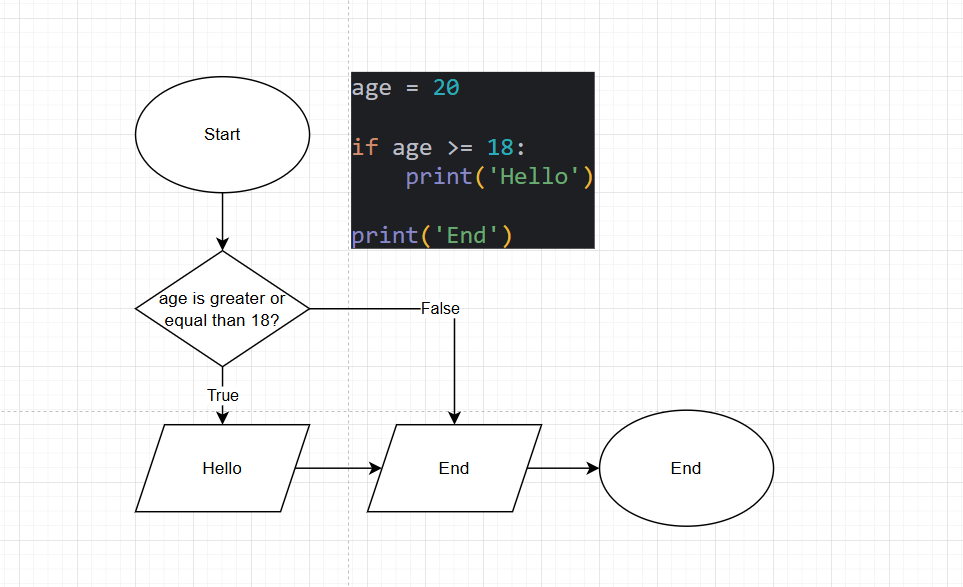 Start
age = 20
if age >= 18:
    print('Hello')
print('End')
age is greater or
equal than 18?
False
True
Hello
End
End